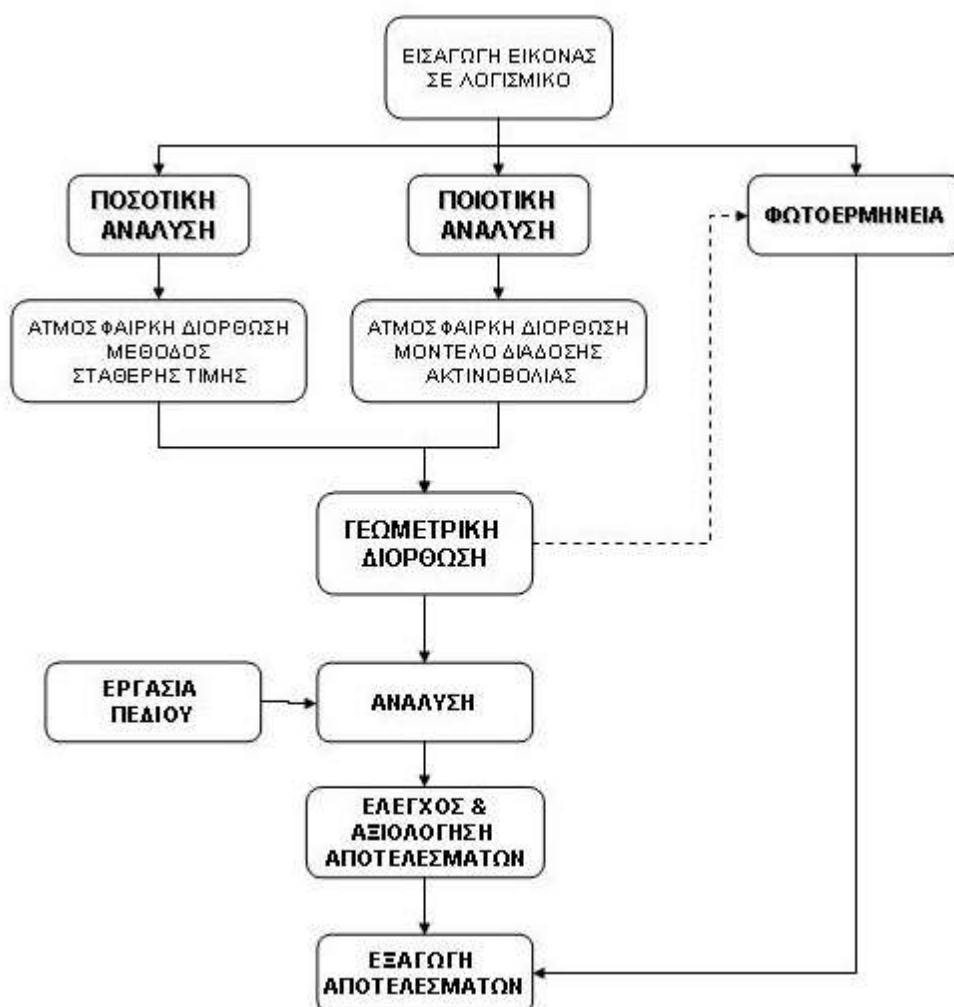 ΕΙΣΑΓΩΓΗ ΕΙΚΟΝΑΣ
ΣΕ ΛΟΓΙΣΜΙΚΟ
ΠΟΣΟΤΙΚΗ
ΑΝΑΛΥΣΗ
ΠΟΙΟΤΙΚΗ
ΑΝΑΛΥΣΗ
ΦΩΤΟΕΡΜΗΝΕΙΑ
ΑΤΜΟΣΦΑΙΡΚΗ ΔΙΟΡΘΩΣΗ
ΜΕΘΟΔΟΣ
ΣΤΑΘΕΡΗΣ ΤΙΜΗΣ
ΑΤΜΟΣΦΑΙΡΚΗ ΔΙΟΡΘΩΣΗ
ΜΟΝΤΕΛΟ ΔΙΑΔΟΣΗΣ
ΑΚΤΙΝΟΒΟΛΙΑΣ
ΓΕΩΜΕΤΡΙΚΗ
ΔΙΟΡΘΩΣΗ
ΕΡΓΑΣΙΑ
ΠΕΔΙΟΥ
ΑΝΑΛΥΣΗ
ΕΛΕΓΧΟΣ &
ΑΞΙΟΛΟΓΗΣΗ
ΑΠΟΤΕΛΕΣΜΑΤΩΝ
ΕΞΑΓΩΓΗ
ΑΠΟΤΕΛΕΣΜΑΤΩΝ